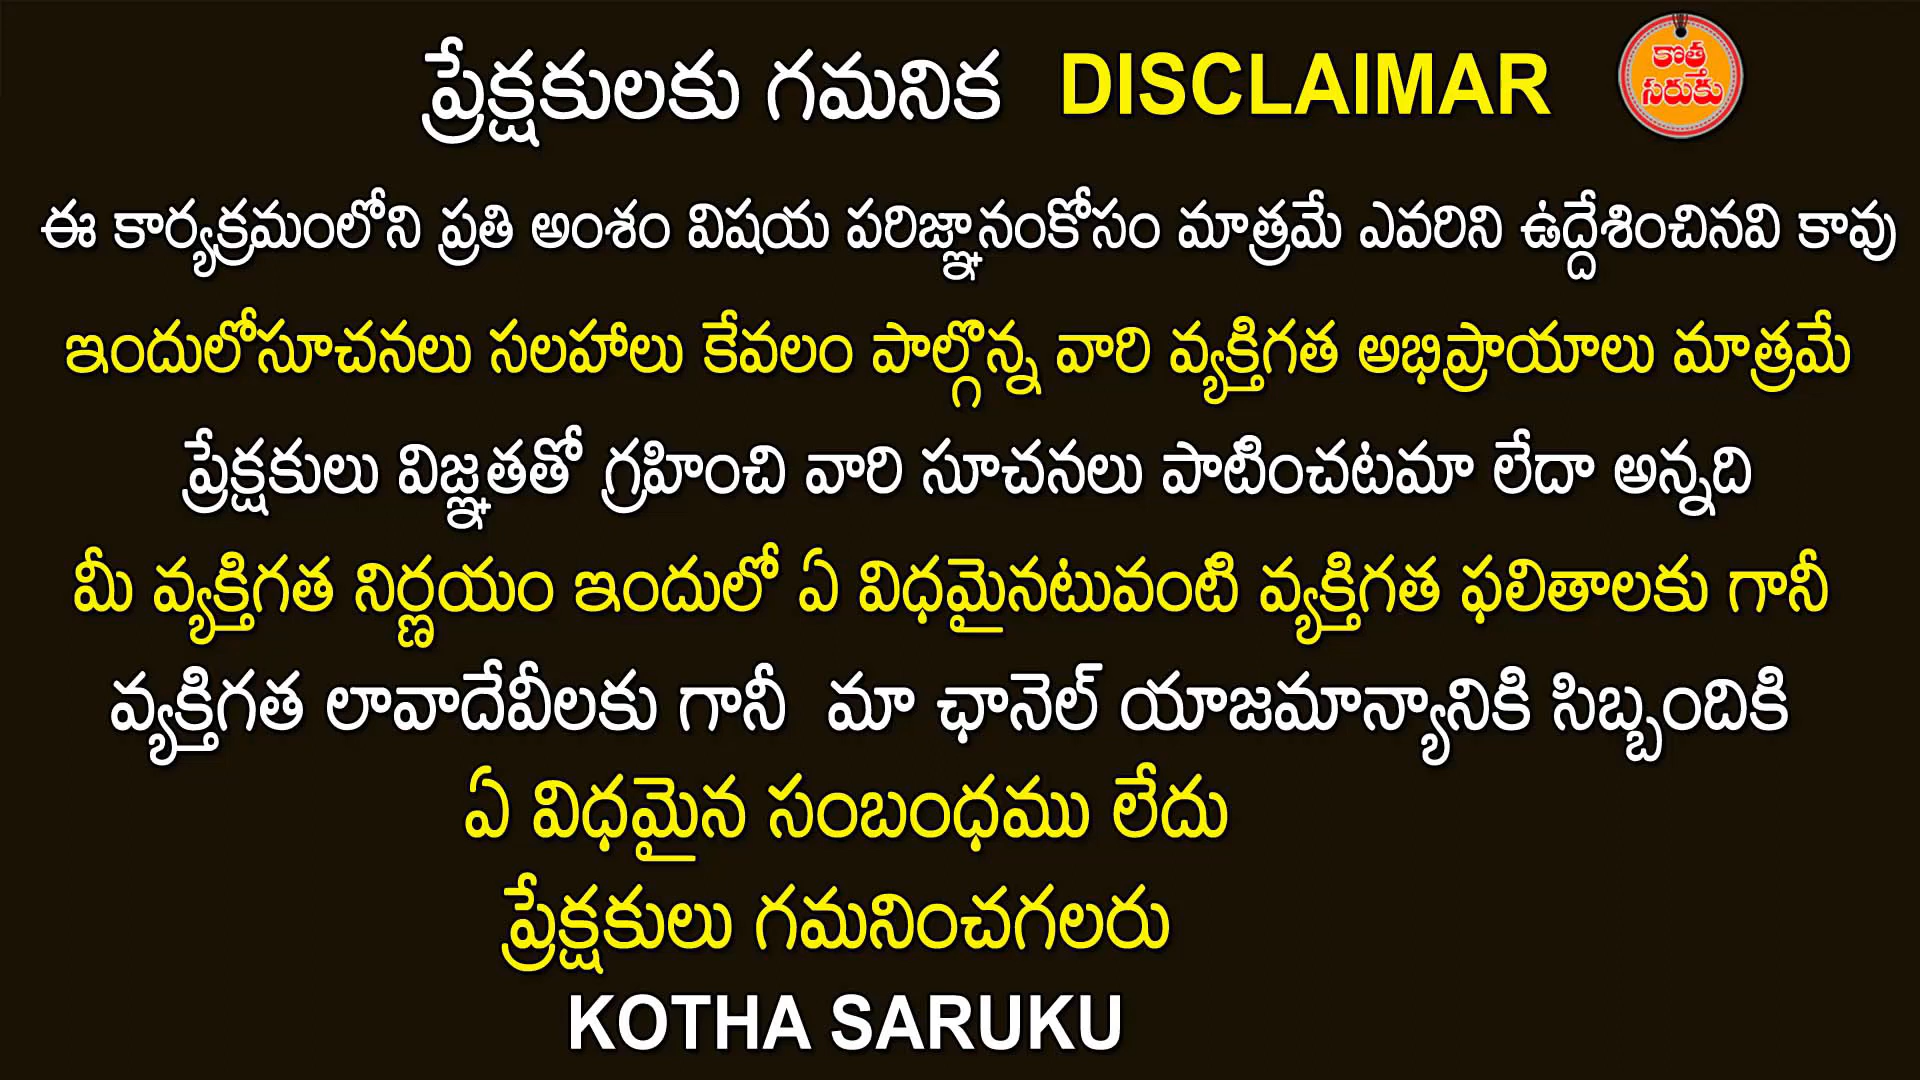 ప్రేక్షకులకు గమనిక DISCLAIMAR
కొత్త
సరుకు
ఈ కార్యక్రమంలోని ప్రతి అంశం విషయ పరిజ్ఞానంకోసం మాత్రమే ఎవరిని ఉద్దేశించినవి కావు
ఇందులోసూచనలు సలహాలు కేవలం పాల్గొన్న వారి వ్యక్తిగత అభిప్రాయాలు మాత్రమే
ప్రేక్షకులు విజ్ఞతతో గ్రహించి వారి సూచనలు పాటించటమా లేదా అన్నది
మీ వ్యక్తిగత నిర్ణయం ఇందులో ఏ విధమైనటువంటి వ్యక్తిగత ఫలితాలకు గానీ
వ్యక్తిగత లావాదేవీలకు గానీ మా ఛానెల్ యాజమాన్యానికి సిబ్బందికి
ఏ విధమైన సంబంధము లేదు
ప్రేక్షకులు గమనించగలరు
KOTHA SARUKU